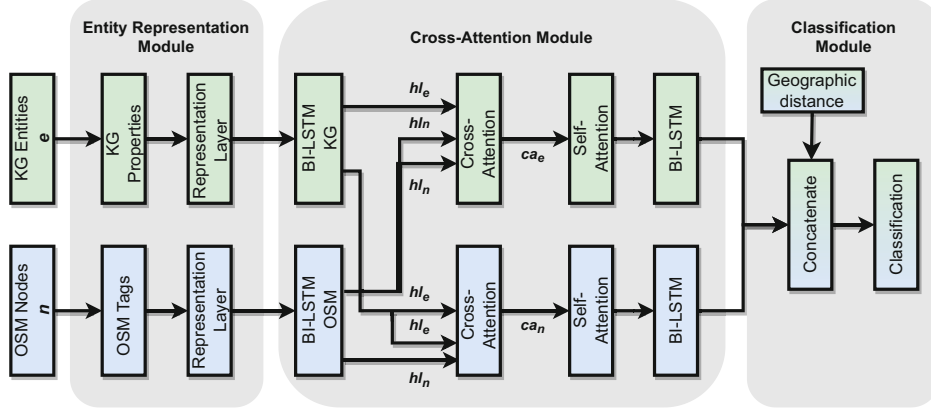 Entity Representation
Module
Cross-Attention Module
Classification
Module
KG Entities
e
KG
Properties
Representation
Layer
BI-LSTM
KG
hl_e
hl_n
hl_n
Cross-
Attention
ca_e
Self-
Attention
BI-LSTM
Geographic
distance
Concatenate
Classification
OSM Nodes
n
OSM Tags
Representation
Layer
BI-LSTM
OSM
hl_e
hl_e
hl_n
Cross-
Attention
ca_n
Self-
Attention
BI-LSTM